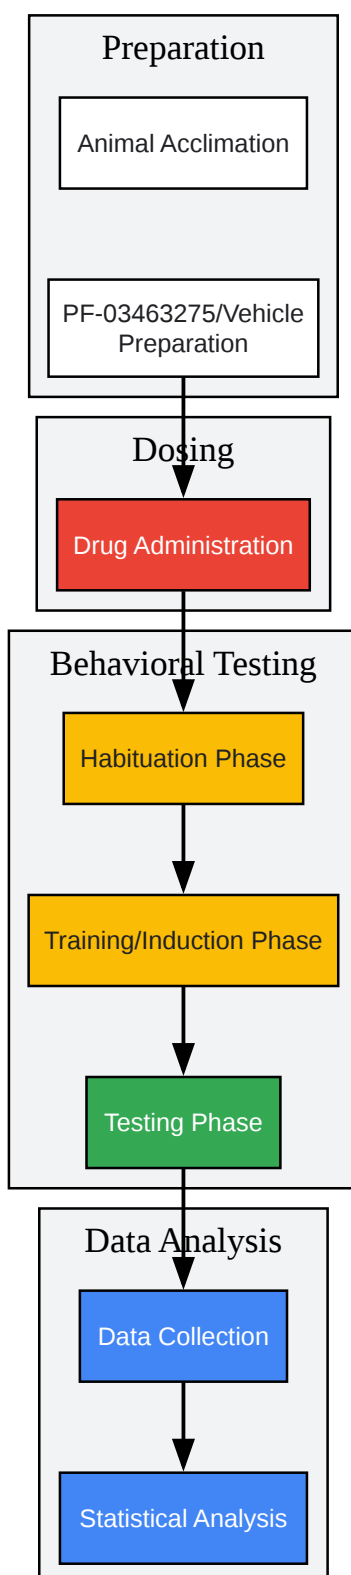 Preparation
Animal Acclimation
PF-03463275/Vehicle
Preparation
Dosing
Drug Administration
Behavioral Testing
Habituation Phase
Training/Induction Phase
Testing Phase
Data Analysis
Data Collection
Statistical Analysis